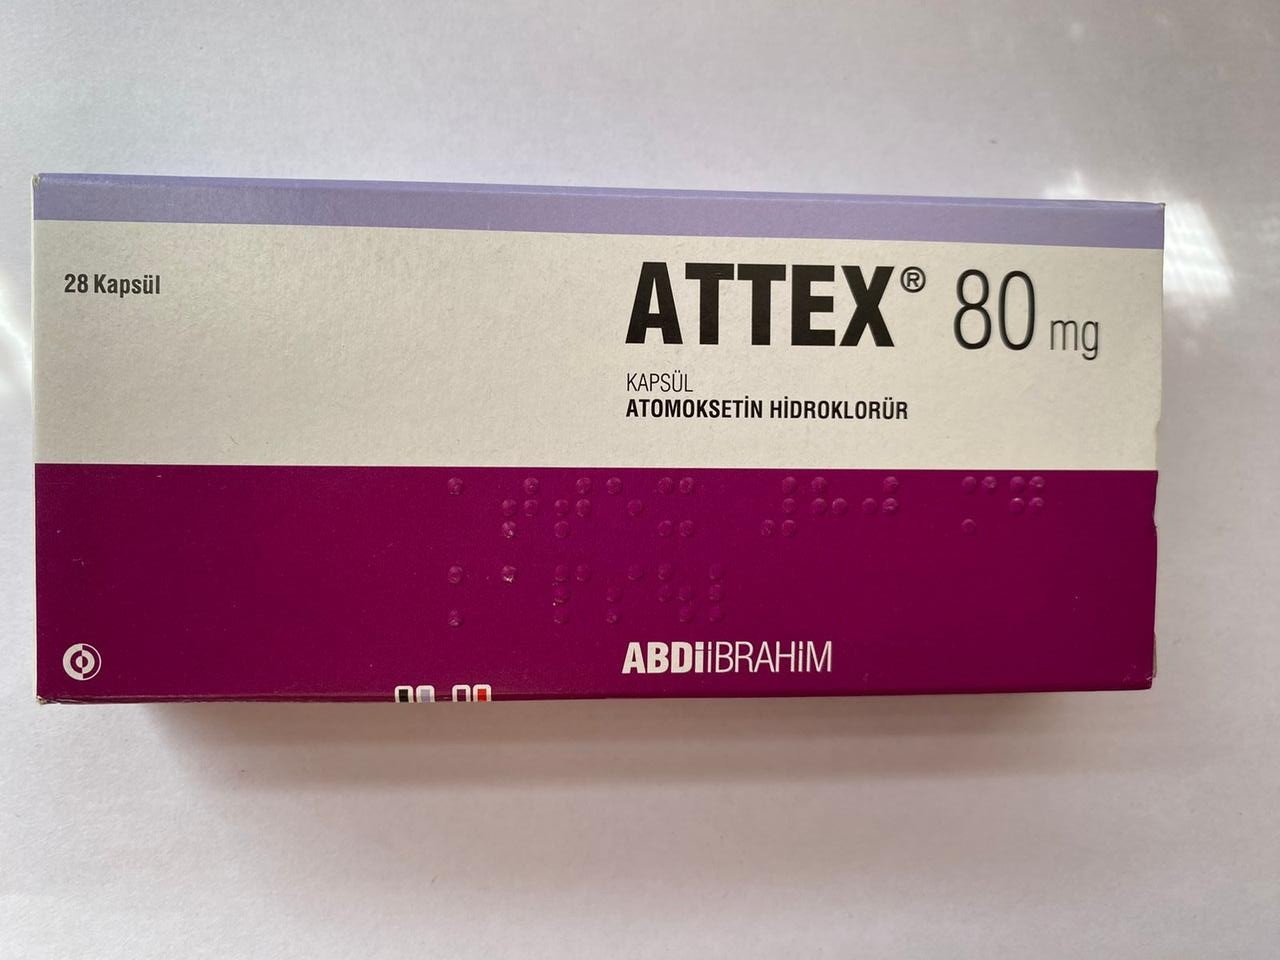 28 Kapsül
ATTEX® 80 mg
KAPSÜL
ATOMOKSETİN HİDROKLORÜR
ABDİİBRAHİM